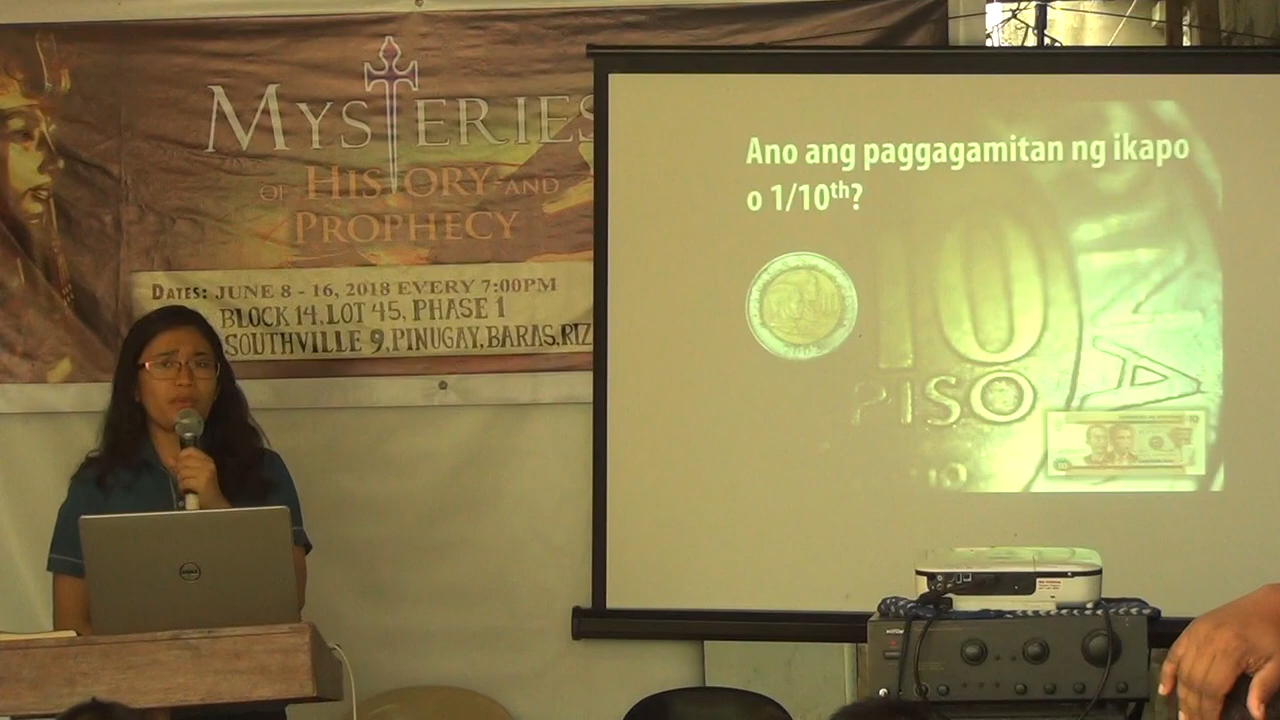 MYSTERIES
OF HISTORY AND
PROPHECY
DATES: JUNE 8 - 16, 2018 EVERY 7:00PM
BLOCK 14, LOT 45, PHASE 1
SOUTHVILLE 9, PINUGAY, BARAS, RIZ
Ano ang paggagamitan ng ikapo
o 1/10th?
10
PISO
DELL